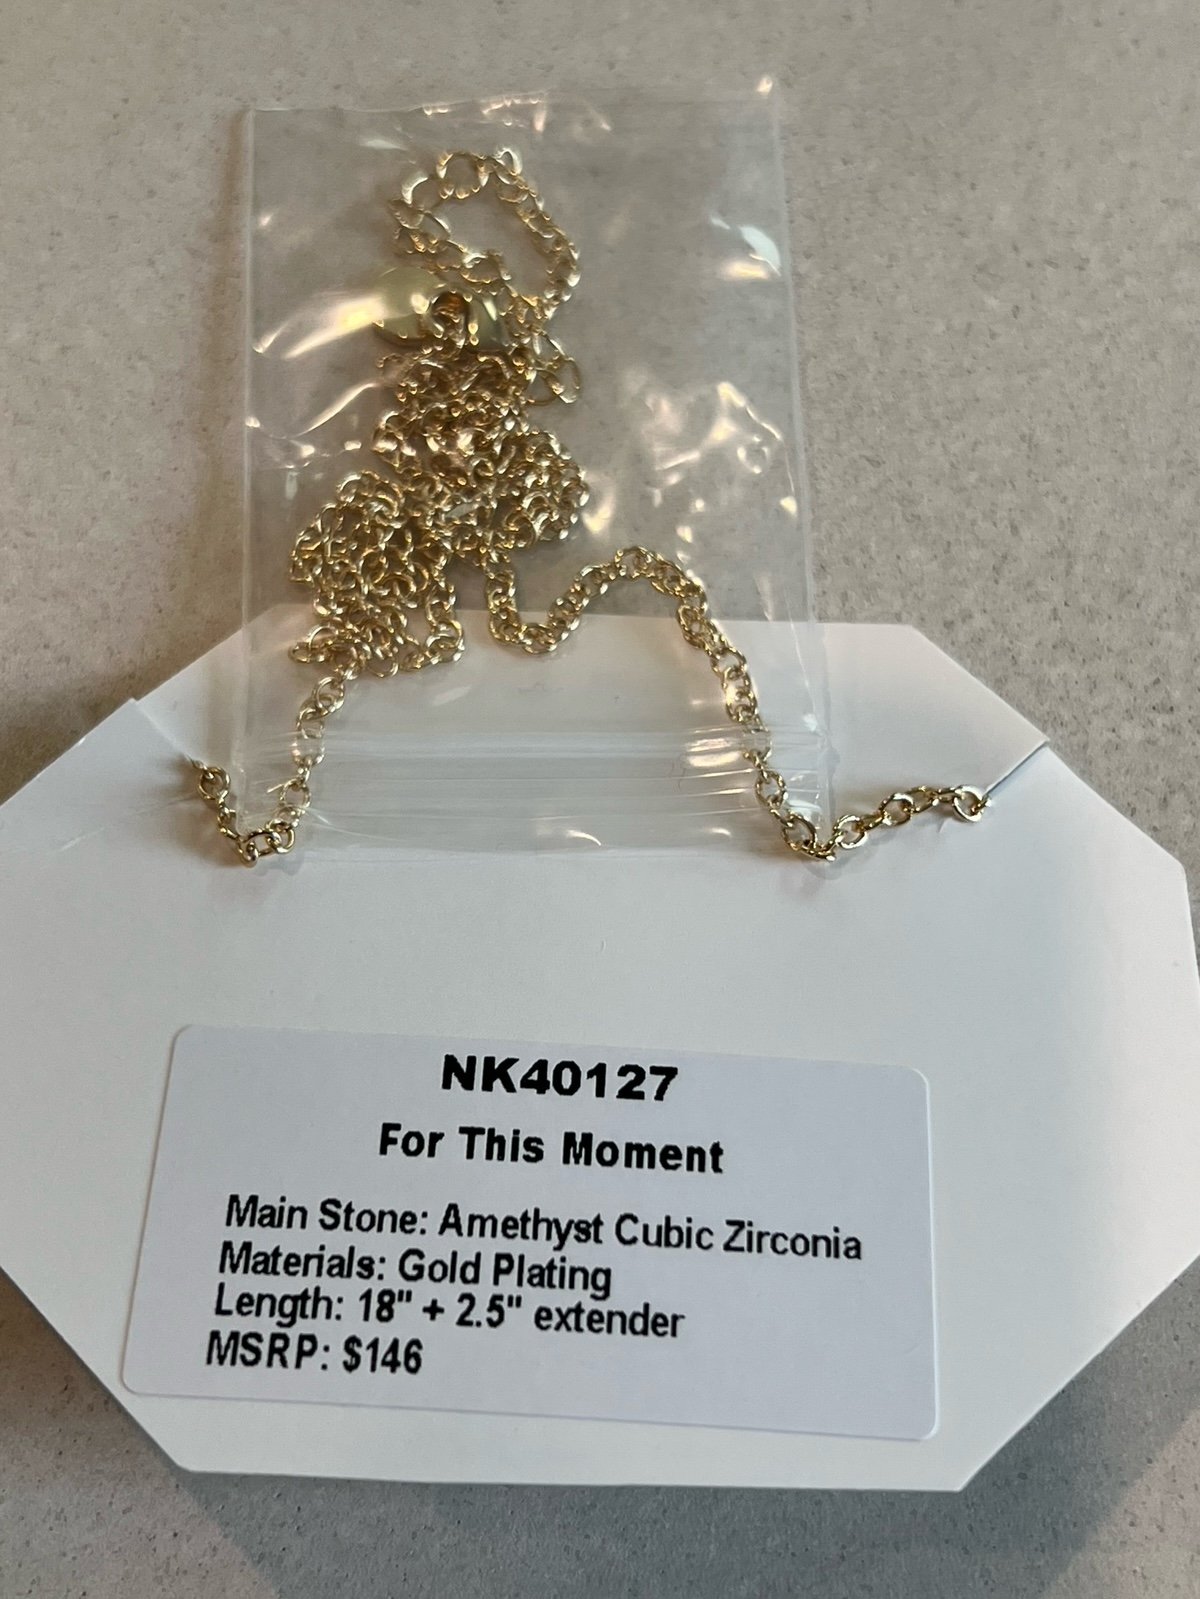 NK40127
For This Moment
Main Stone: Amethyst Cubic Zirconia
Materials: Gold Plating
Length: 18" + 2.5" extender
MSRP: $146